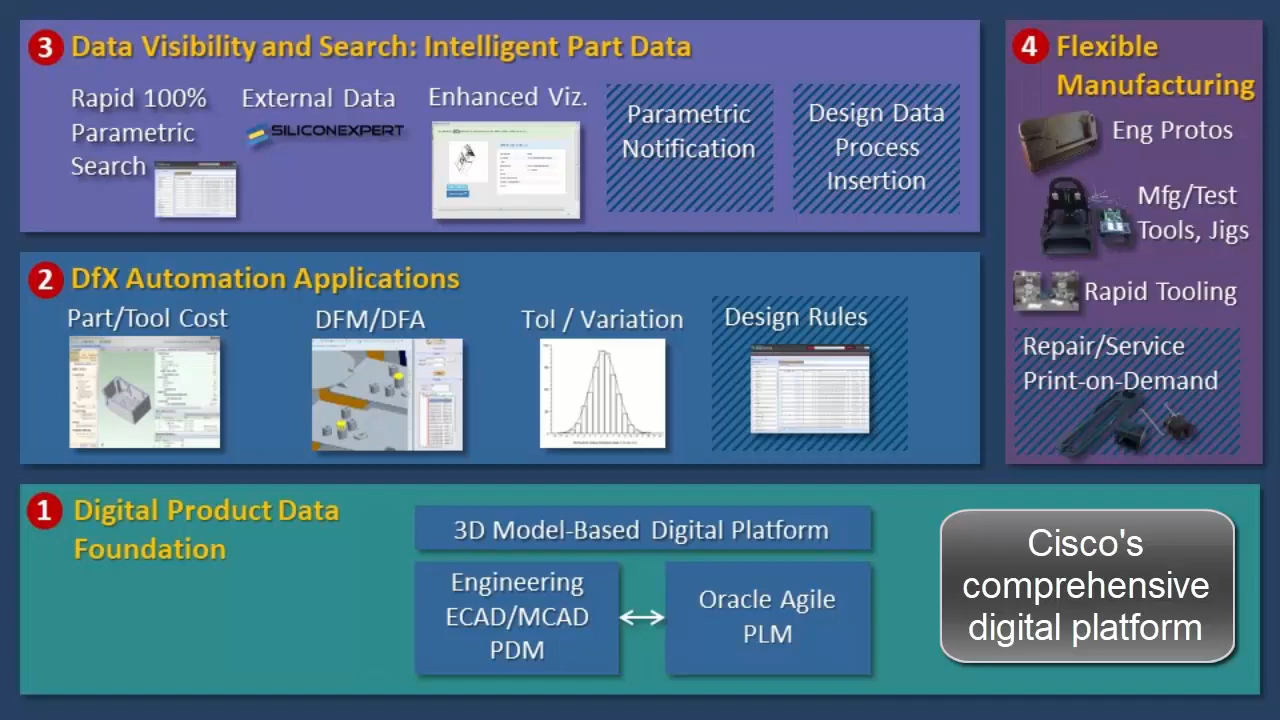 3 Data Visibility and Search: Intelligent Part Data
Rapid 100%
Parametric
Search
External Data
SILICONEXPERT
Enhanced Viz.
Parametric
Notification
Design Data
Process
Insertion
4 Flexible
Manufacturing
Eng Protos
Mfg/Test
Tools, Jigs
Rapid Tooling
Repair/Service
Print-on-Demand
2 DfX Automation Applications
Part/Tool Cost
DFM/DFA
Tol / Variation
Design Rules
1 Digital Product Data
Foundation
3D Model-Based Digital Platform
Engineering
ECAD/MCAD
PDM
Oracle Agile
PLM
Cisco's
comprehensive
digital platform